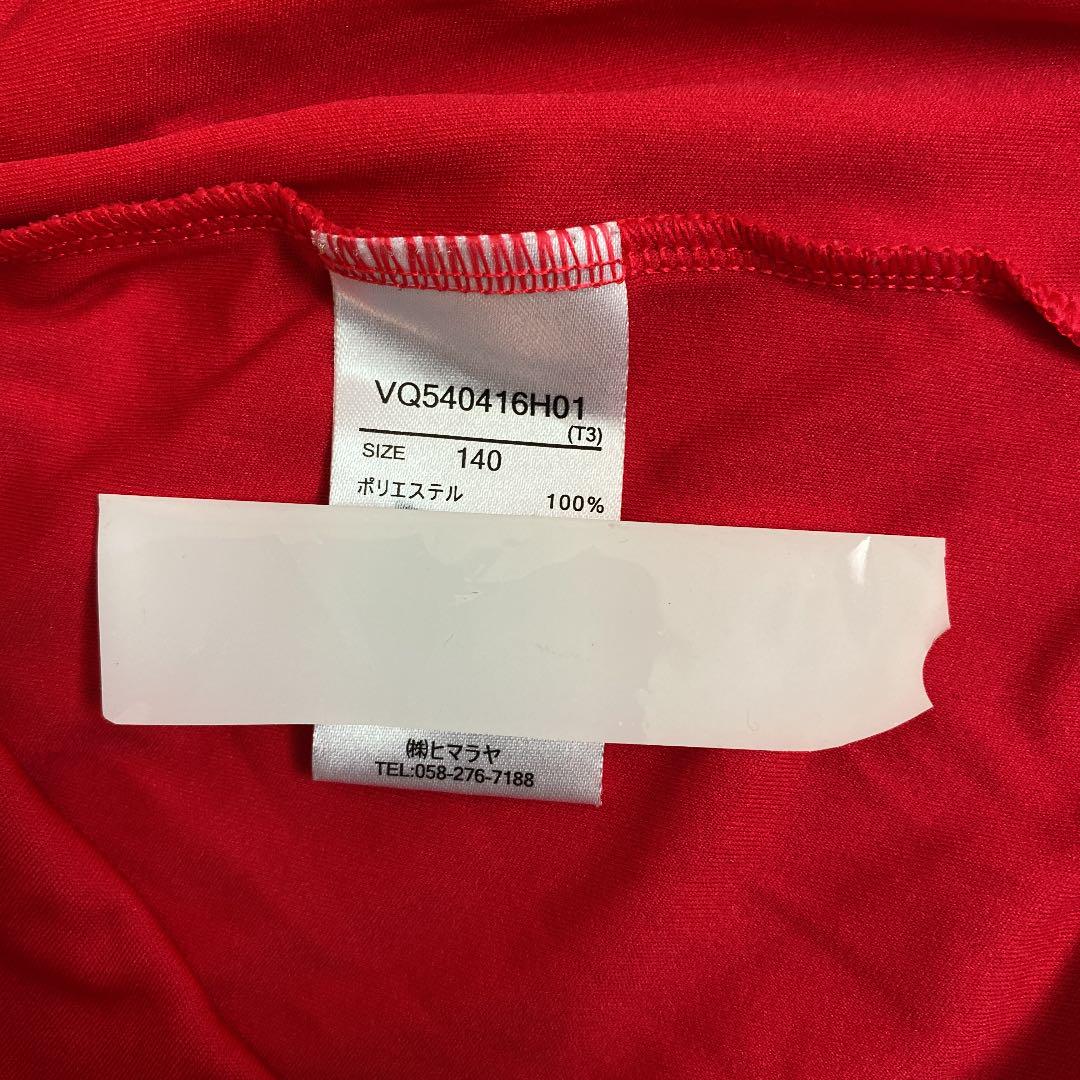 VQ540416H01
(T3)
SIZE 140
ポリエステル 100%
(株)ヒマラヤ
TEL:058-276-7188